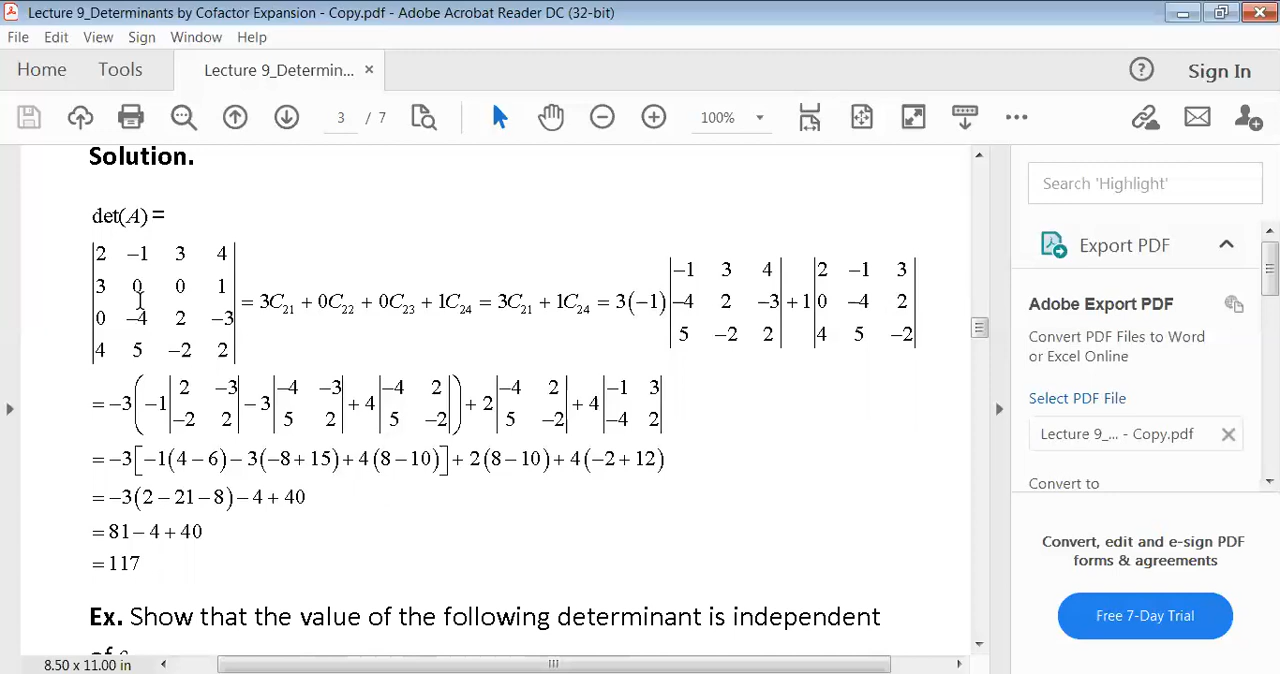 Lecture 9_Determinants by Cofactor Expansion - Copy.pdf - Adobe Acrobat Reader DC (32-bit)
File Edit View Sign Window Help
Home Tools Lecture 9_Determin... × Sign In
3 / 7 100%
Solution.
det(A) =
|2 −1 3 4|
|3 0 0 1|
|0 −4 2 −3|
|4 5 −2 2|
= 3C₂₁ + 0C₂₂ + 0C₂₃ + 1C₂₄ = 3C₂₁ + 1C₂₄ = 3(−1)
|−1 3 4|
|−4 2 −3|
|5 −2 2|
+ 1
|2 −1 3|
|0 −4 2|
|4 5 −2|
= −3(−1|2 −3; −2 2| − 3|−4 −3; 5 2| + 4|−4 2; 5 −2|) + 2|−4 2; 5 −2| + 4|−1 3; −4 2|
= −3[−1(4 − 6) − 3(−8 + 15) + 4(8 − 10)] + 2(8 − 10) + 4(−2 + 12)
= −3(2 − 21 − 8) − 4 + 40
= 81 − 4 + 40
= 117
Ex. Show that the value of the following determinant is independent
8.50 x 11.00 in
Search 'Highlight'
Export PDF
Adobe Export PDF
Convert PDF Files to Word
or Excel Online
Select PDF File
Lecture 9_... - Copy.pdf
Convert to
Convert, edit and e-sign PDF
forms & agreements
Free 7-Day Trial